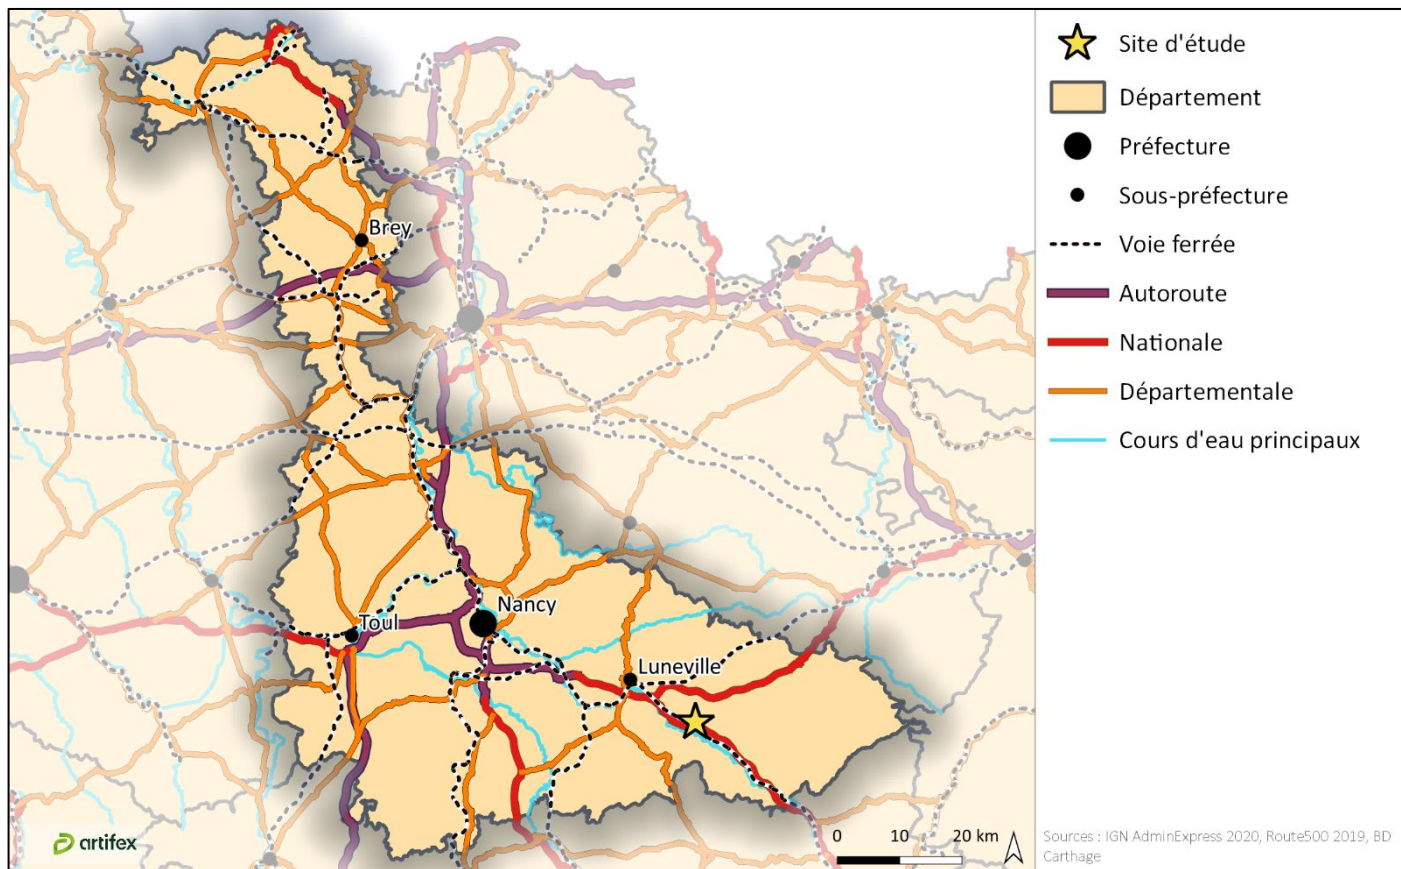 Brey
Toul
Nancy
Luneville
artifex
0 10 20 km
Site d'étude
Département
Préfecture
Sous-préfecture
Voie ferrée
Autoroute
Nationale
Départementale
Cours d'eau principaux
Sources : IGN AdminExpress 2020, Route500 2019, BD
Carthage